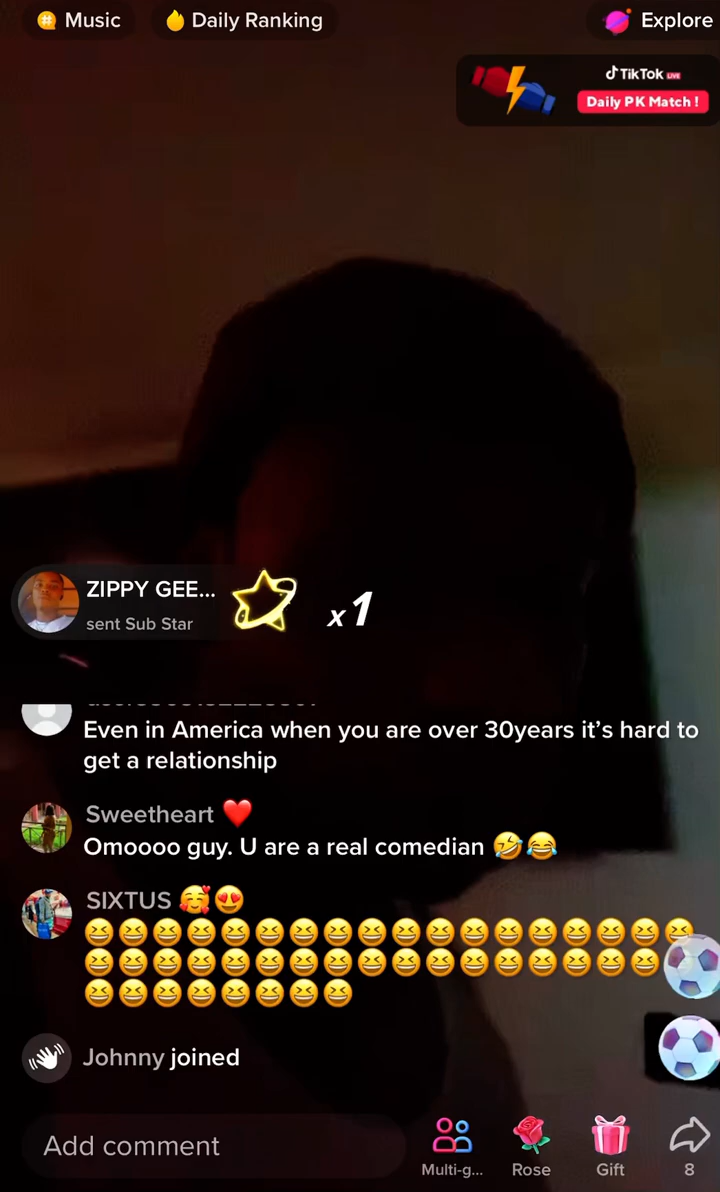 Music
Daily Ranking
Explore
TikTok LIVE
Daily PK Match !
ZIPPY GEE...
sent Sub Star
x1
Even in America when you are over 30years it’s hard to
get a relationship
Sweetheart ❤️
Omoooo guy. U are a real comedian 🤣😂
SIXTUS 🥰😍
😆😆😆😆😆😆😆😆😆😆😆😆😆😆😆😆😆😆
😆😆😆😆😆😆😆😆😆😆😆😆😆😆😆😆😆
😆😆😆😆😆😆😆😆
Johnny joined
Add comment
Multi-g...
Rose
Gift
8